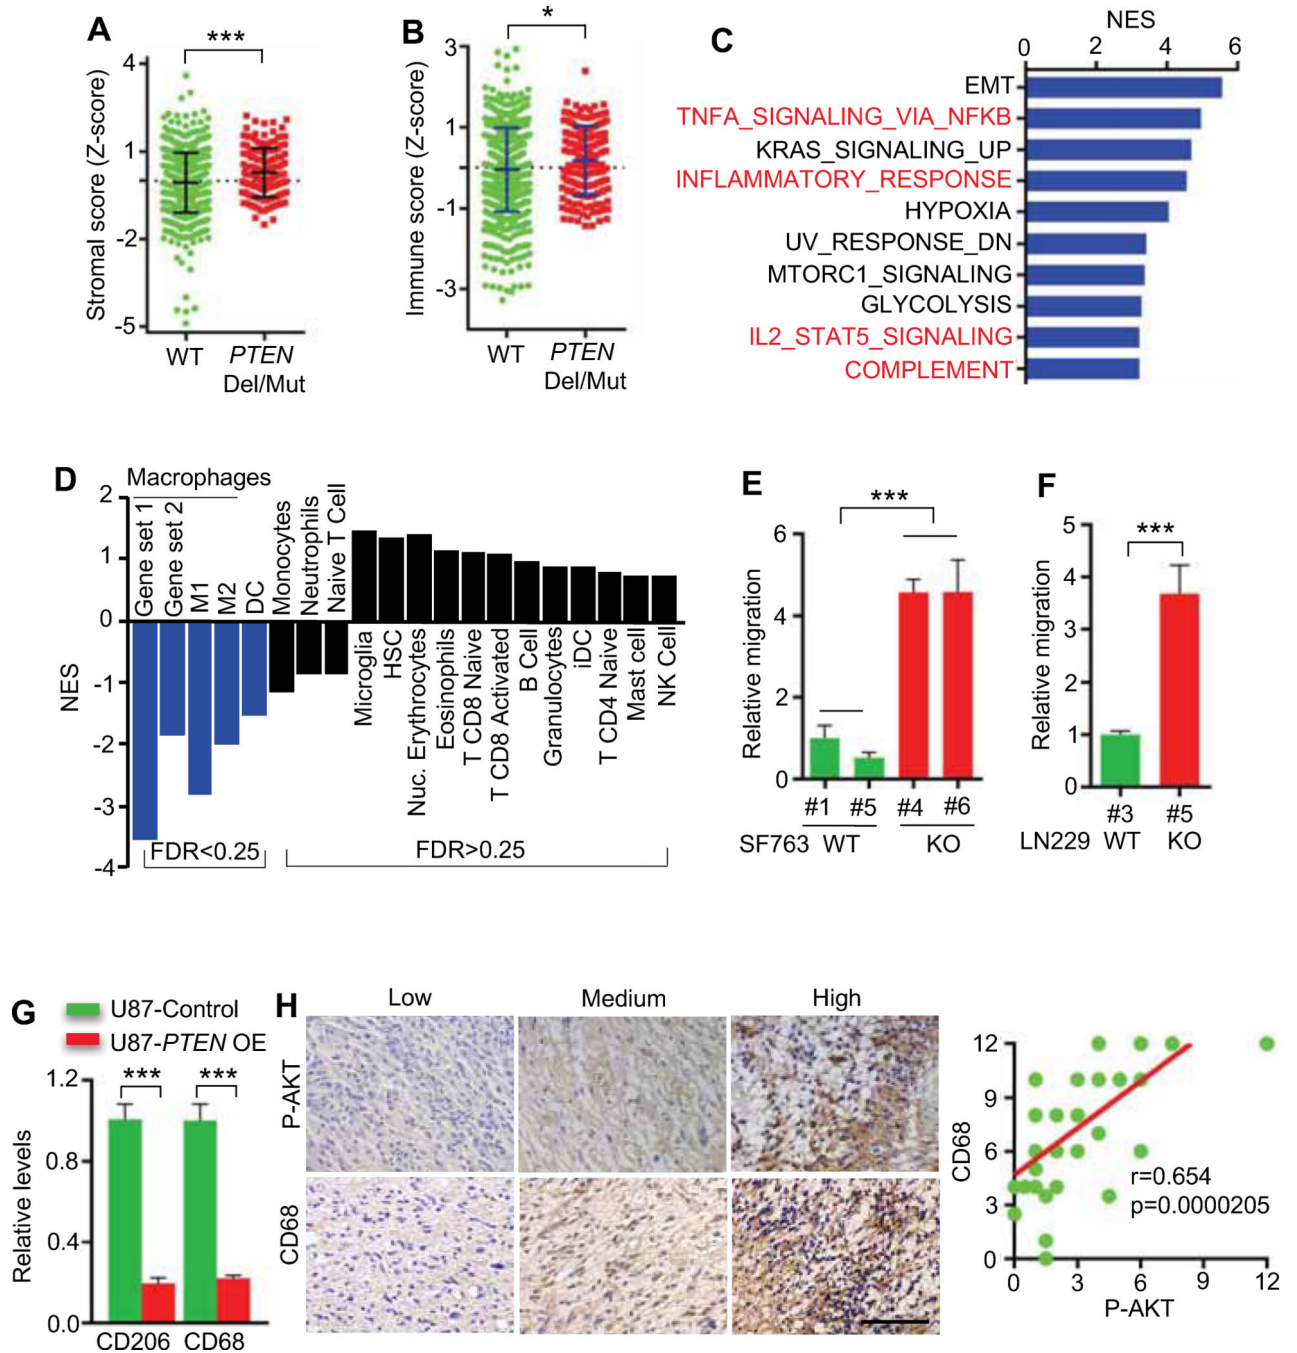 A
***
Stromal score (Z-score)
4
1
-2
-5
WT
PTEN
Del/Mut
B
*
Immune score (Z-score)
3
1
-1
-3
WT
PTEN
Del/Mut
C
NES
0 2 4 6
EMT
TNFA_SIGNALING_VIA_NFKB
KRAS_SIGNALING_UP
INFLAMMATORY_RESPONSE
HYPOXIA
UV_RESPONSE_DN
MTORC1_SIGNALING
GLYCOLYSIS
IL2_STAT5_SIGNALING
COMPLEMENT
D
Macrophages
NES
2
1
0
-1
-2
-3
-4
Gene set 1
Gene set 2
M1
M2
DC
Monocytes
Neutrophils
Naive T Cell
Microglia
HSC
Nuc. Erythrocytes
Eosinophils
T CD8 Naive
T CD8 Activated
B Cell
Granulocytes
iDC
T CD4 Naive
Mast cell
NK Cell
FDR<0.25
FDR>0.25
E
***
Relative migration
6
4
2
0
#1 #5 #4 #6
SF763 WT KO
F
***
Relative migration
5
4
3
2
1
0
#3 #5
LN229 WT KO
G
U87-Control
U87-PTEN OE
*** ***
Relative levels
1.2
0.8
0.4
0.0
CD206 CD68
H
Low Medium High
P-AKT
CD68
CD68
12
9
6
3
0
r=0.654
p=0.0000205
0 3 6 9 12
P-AKT